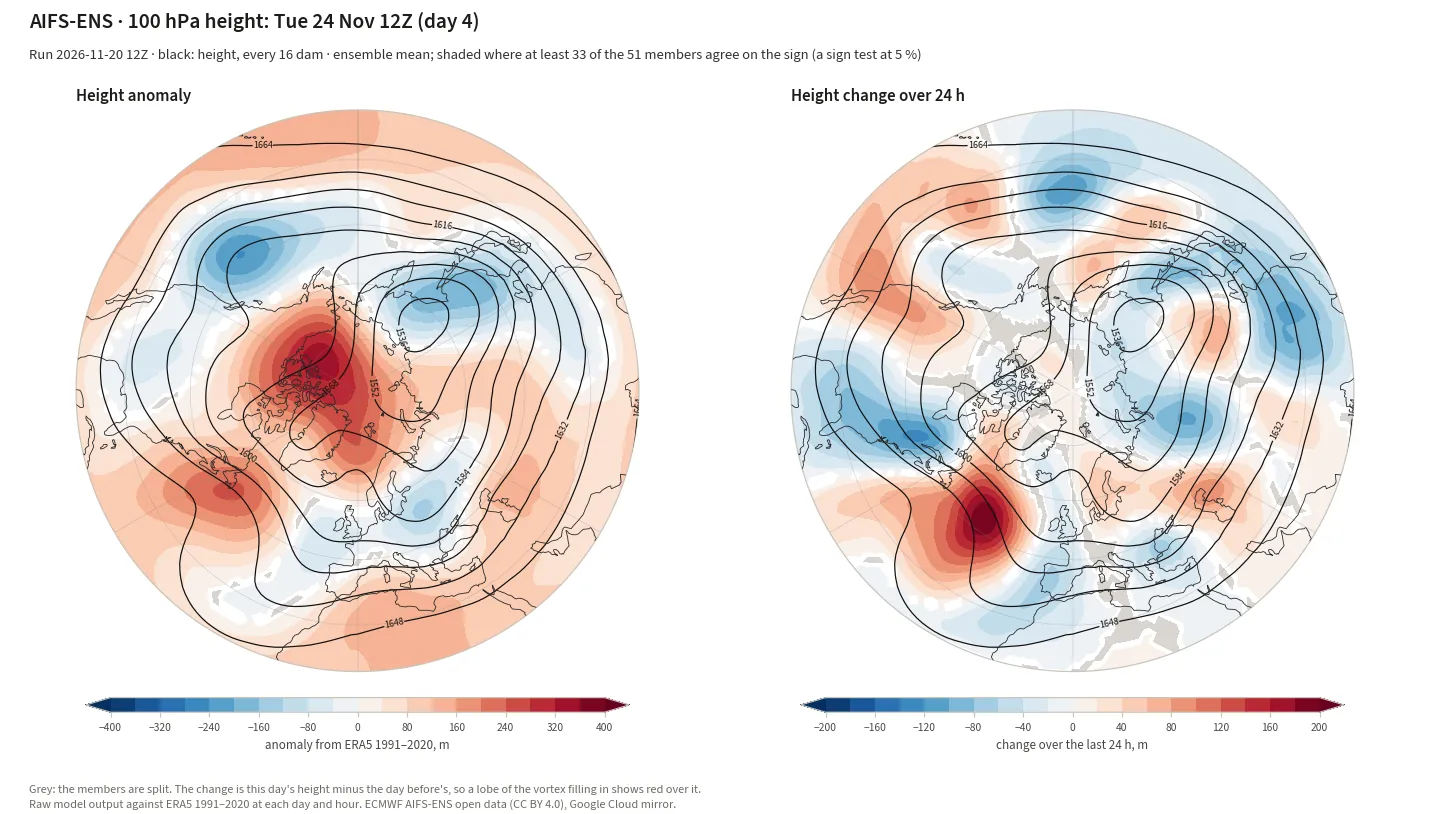 AIFS-ENS · 100 hPa height: Tue 24 Nov 12Z (day 4)
Run 2026-11-20 12Z · black: height, every 16 dam · ensemble mean; shaded where at least 33 of the 51 members agree on the sign (a sign test at 5 %)
Height anomaly
Height change over 24 h
1664
1616
1536
1552
1568
1600
1632
1584
1648
1664
1616
1536
1552
1568
1600
1632
1584
1648
−400 −320 −240 −160 −80 0 80 160 240 320 400
anomaly from ERA5 1991–2020, m
−200 −160 −120 −80 −40 0 40 80 120 160 200
change over the last 24 h, m
Grey: the members are split. The change is this day's height minus the day before's, so a lobe of the vortex filling in shows red over it.
Raw model output against ERA5 1991–2020 at each day and hour. ECMWF AIFS-ENS open data (CC BY 4.0), Google Cloud mirror.